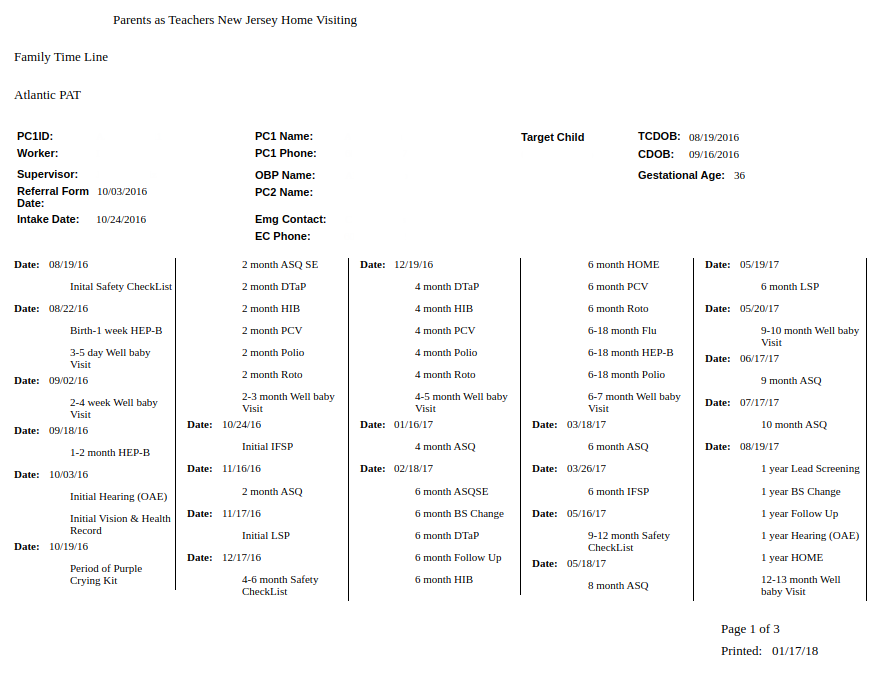 Parents as Teachers New Jersey Home Visiting
Family Time Line
Atlantic PAT
PC1ID:
Worker:
Supervisor:
Referral Form 10/03/2016
Date:
Intake Date: 10/24/2016
PC1 Name:
PC1 Phone:
OBP Name:
PC2 Name:
Emg Contact:
EC Phone:
Target Child
TCDOB: 08/19/2016
CDOB: 09/16/2016
Gestational Age: 36
Date: 08/19/16
Inital Safety CheckList
Date: 08/22/16
Birth-1 week HEP-B
3-5 day Well baby
Visit
Date: 09/02/16
2-4 week Well baby
Visit
Date: 09/18/16
1-2 month HEP-B
Date: 10/03/16
Initial Hearing (OAE)
Initial Vision & Health
Record
Date: 10/19/16
Period of Purple
Crying Kit
2 month ASQ SE
2 month DTaP
2 month HIB
2 month PCV
2 month Polio
2 month Roto
2-3 month Well baby
Visit
Date: 10/24/16
Initial IFSP
Date: 11/16/16
2 month ASQ
Date: 11/17/16
Initial LSP
Date: 12/17/16
4-6 month Safety
CheckList
Date: 12/19/16
4 month DTaP
4 month HIB
4 month PCV
4 month Polio
4 month Roto
4-5 month Well baby
Visit
Date: 01/16/17
4 month ASQ
Date: 02/18/17
6 month ASQSE
6 month BS Change
6 month DTaP
6 month Follow Up
6 month HIB
6 month HOME
6 month PCV
6 month Roto
6-18 month Flu
6-18 month HEP-B
6-18 month Polio
6-7 month Well baby
Visit
Date: 03/18/17
6 month ASQ
Date: 03/26/17
6 month IFSP
Date: 05/16/17
9-12 month Safety
CheckList
Date: 05/18/17
8 month ASQ
Date: 05/19/17
6 month LSP
Date: 05/20/17
9-10 month Well baby
Visit
Date: 06/17/17
9 month ASQ
Date: 07/17/17
10 month ASQ
Date: 08/19/17
1 year Lead Screening
1 year BS Change
1 year Follow Up
1 year Hearing (OAE)
1 year HOME
12-13 month Well
baby Visit
Page 1 of 3
Printed: 01/17/18